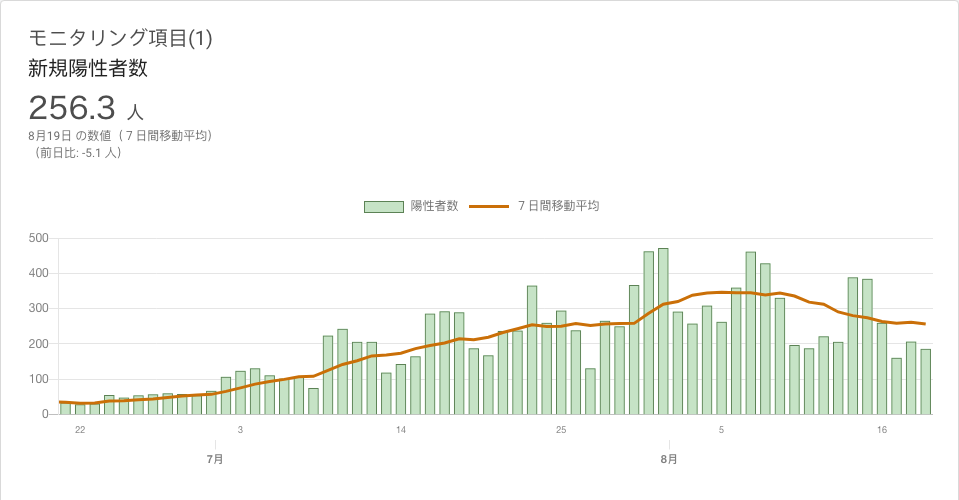 モニタリング項目(1)
新規陽性者数
256.3 人
8月19日 の数値（７日間移動平均）
（前日比: -5.1 人）
陽性者数 ７日間移動平均
500
400
300
200
100
0
22 3 14 25 5 16
7月 8月